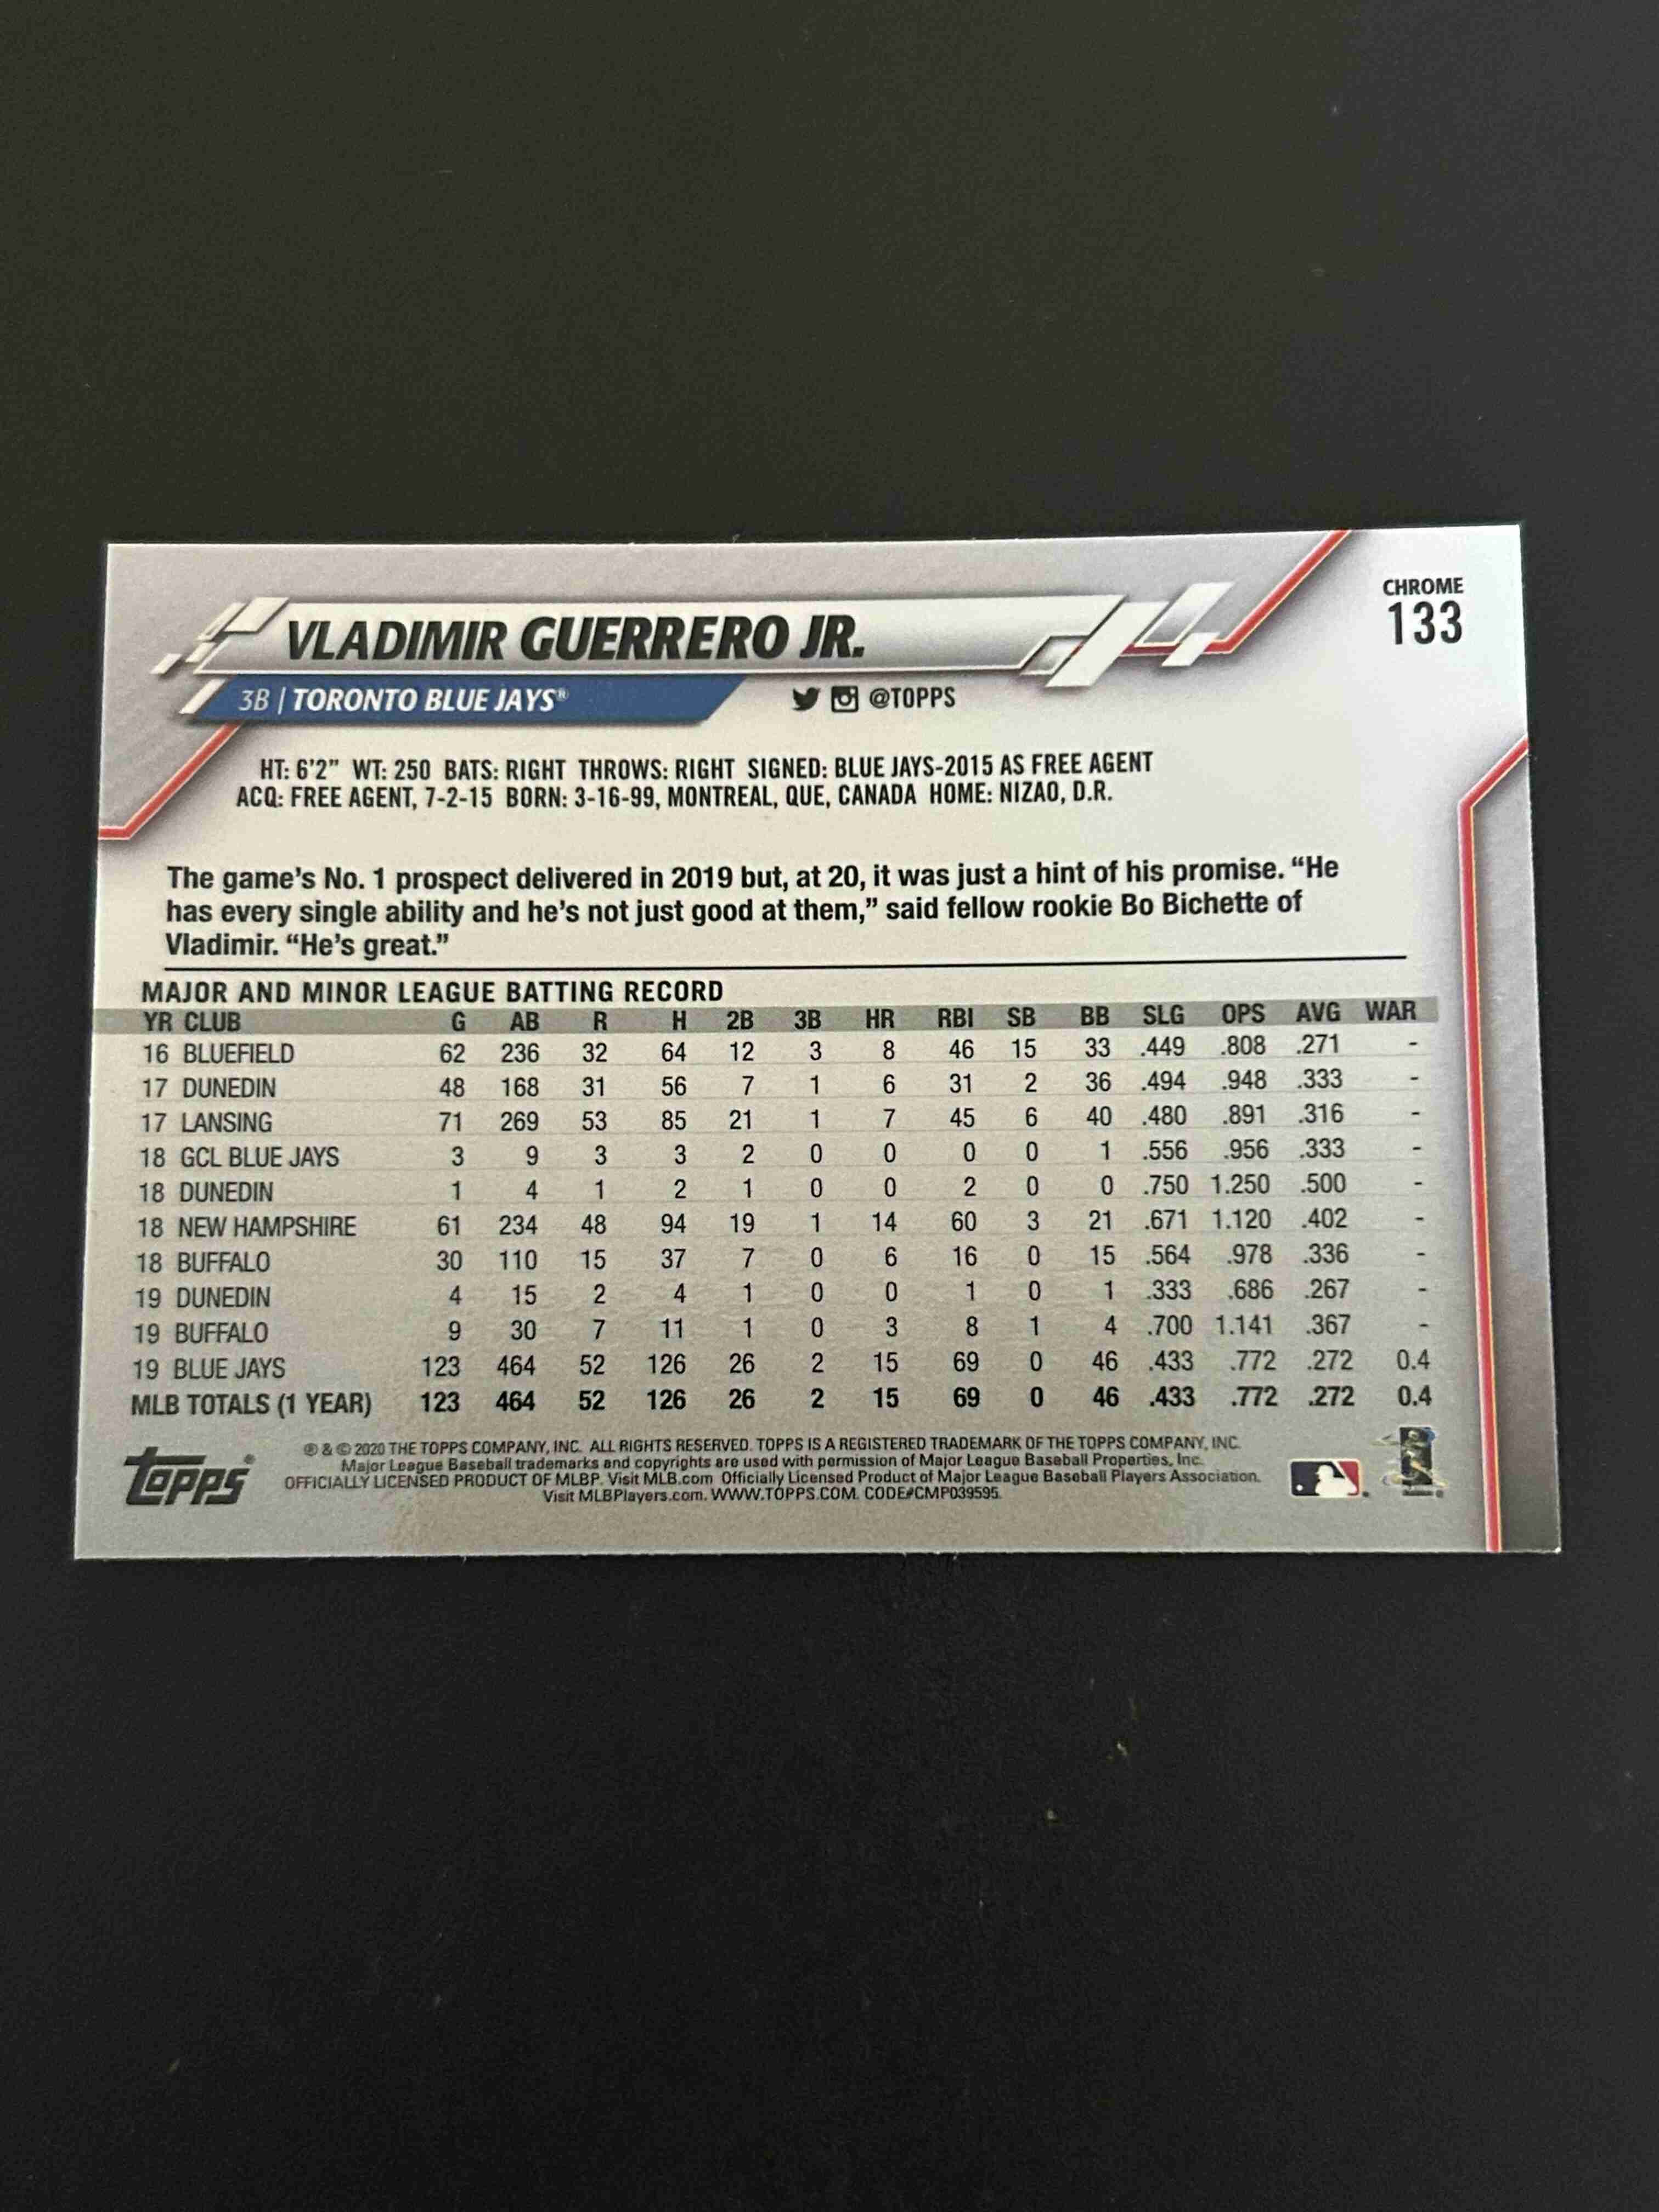 CHROME
133
VLADIMIR GUERRERO JR.
3B | TORONTO BLUE JAYS®
@TOPPS
HT: 6'2" WT: 250 BATS: RIGHT THROWS: RIGHT SIGNED: BLUE JAYS-2015 AS FREE AGENT
ACQ: FREE AGENT, 7-2-15 BORN: 3-16-99, MONTREAL, QUE, CANADA HOME: NIZAO, D.R.
The game's No. 1 prospect delivered in 2019 but, at 20, it was just a hint of his promise. “He
has every single ability and he's not just good at them,” said fellow rookie Bo Bichette of
Vladimir. “He's great.”
MAJOR AND MINOR LEAGUE BATTING RECORD
YR CLUB G AB R H 2B 3B HR RBI SB BB SLG OPS AVG WAR
16 BLUEFIELD 62 236 32 64 12 3 8 46 15 33 .449 .808 .271 -
17 DUNEDIN 48 168 31 56 7 1 6 31 2 36 .494 .948 .333 -
17 LANSING 71 269 53 85 21 1 7 45 6 40 .480 .891 .316 -
18 GCL BLUE JAYS 3 9 3 3 2 0 0 0 0 1 .556 .956 .333 -
18 DUNEDIN 1 4 1 2 1 0 0 2 0 0 .750 1.250 .500 -
18 NEW HAMPSHIRE 61 234 48 94 19 1 14 60 3 21 .671 1.120 .402 -
18 BUFFALO 30 110 15 37 7 0 6 16 0 15 .564 .978 .336 -
19 DUNEDIN 4 15 2 4 1 0 0 1 0 1 .333 .686 .267 -
19 BUFFALO 9 30 7 11 1 0 3 8 1 4 .700 1.141 .367 -
19 BLUE JAYS 123 464 52 126 26 2 15 69 0 46 .433 .772 .272 0.4
MLB TOTALS (1 YEAR) 123 464 52 126 26 2 15 69 0 46 .433 .772 .272 0.4
topps®
® & © 2020 THE TOPPS COMPANY, INC. ALL RIGHTS RESERVED. TOPPS IS A REGISTERED TRADEMARK OF THE TOPPS COMPANY, INC.
Major League Baseball trademarks and copyrights are used with permission of Major League Baseball Properties, Inc.
OFFICIALLY LICENSED PRODUCT OF MLBP. Visit MLB.com Officially Licensed Product of Major League Baseball Players Association.
Visit MLBPlayers.com. WWW.TOPPS.COM. CODE#CMP039595.